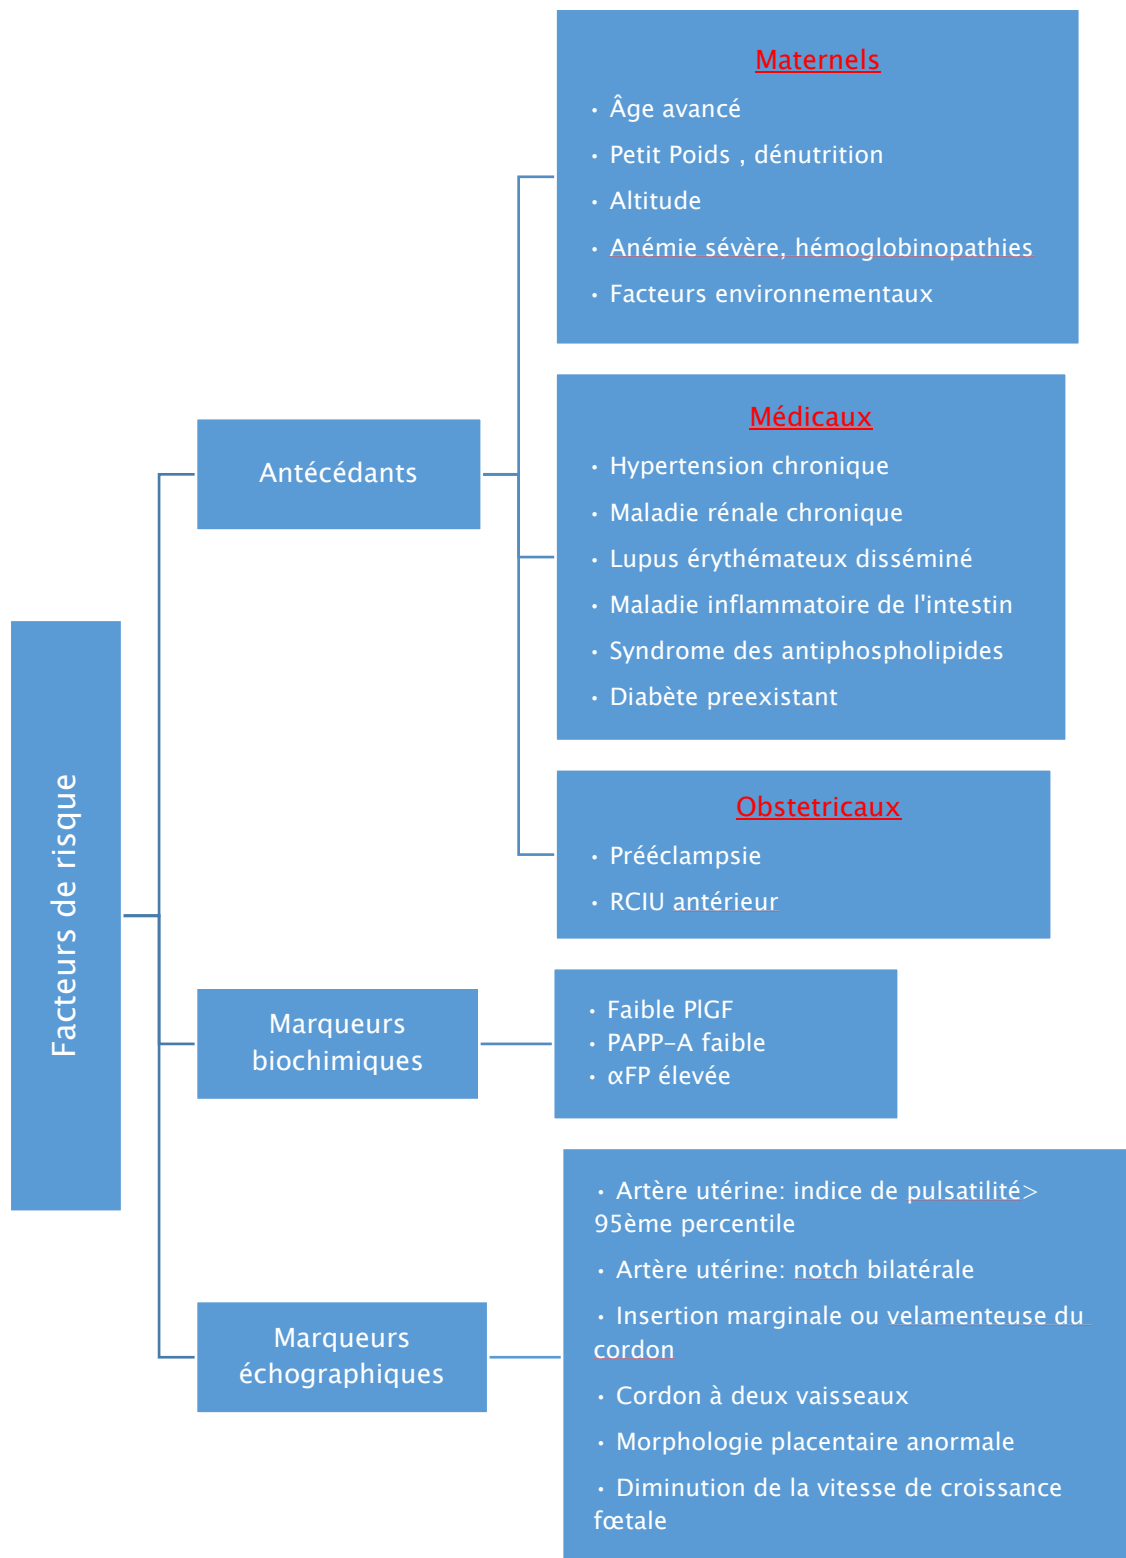 Facteurs de risque
Antécédants
Maternels
• Âge avancé
• Petit Poids , dénutrition
• Altitude
• Anémie sévère, hémoglobinopathies
• Facteurs environnementaux
Médicaux
• Hypertension chronique
• Maladie rénale chronique
• Lupus érythémateux disséminé
• Maladie inflammatoire de l'intestin
• Syndrome des antiphospholipides
• Diabète preexistant
Obstetricaux
• Prééclampsie
• RCIU antérieur
Marqueurs
biochimiques
• Faible PlGF
• PAPP-A faible
• αFP élevée
Marqueurs
échographiques
• Artère utérine: indice de pulsatilité>
95ème percentile
• Artère utérine: notch bilatérale
• Insertion marginale ou velamenteuse du
cordon
• Cordon à deux vaisseaux
• Morphologie placentaire anormale
• Diminution de la vitesse de croissance
fœtale